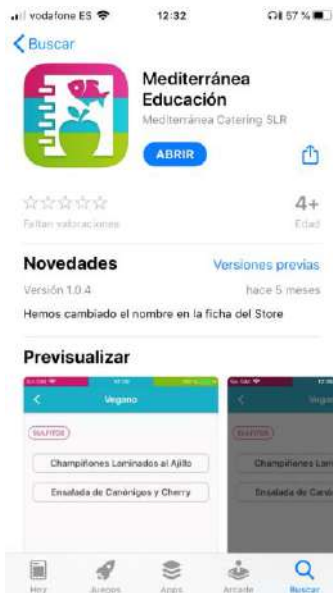 vodafone ES 12:32 57 %
Buscar
Mediterránea
Educación
Mediterránea Catering SLR
ABRIR
4+
Faltan valoraciones Edad
Novedades Versiones previas
Versión 1.0.4 hace 5 meses
Hemos cambiado el nombre en la ficha del Store
Previsualizar
Vegano
SULFITOS
Champiñones Laminados al Ajillo
Ensalada de Canónigos y Cherry
Hoy Juegos Apps Arcade Buscar